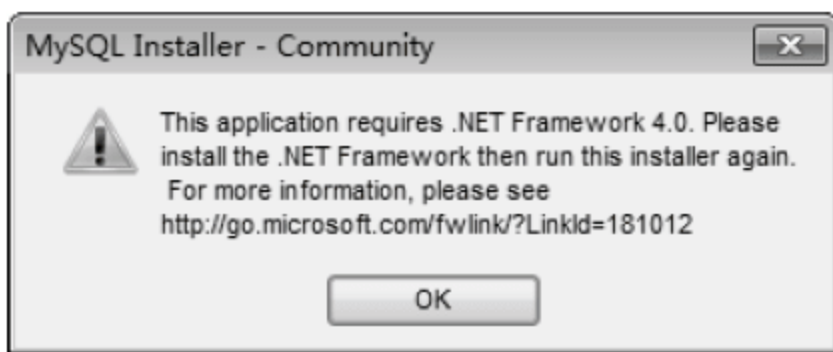 MySQL Installer - Community
This application requires .NET Framework 4.0. Please
install the .NET Framework then run this installer again.
For more information, please see
http://go.microsoft.com/fwlink/?LinkId=181012
OK